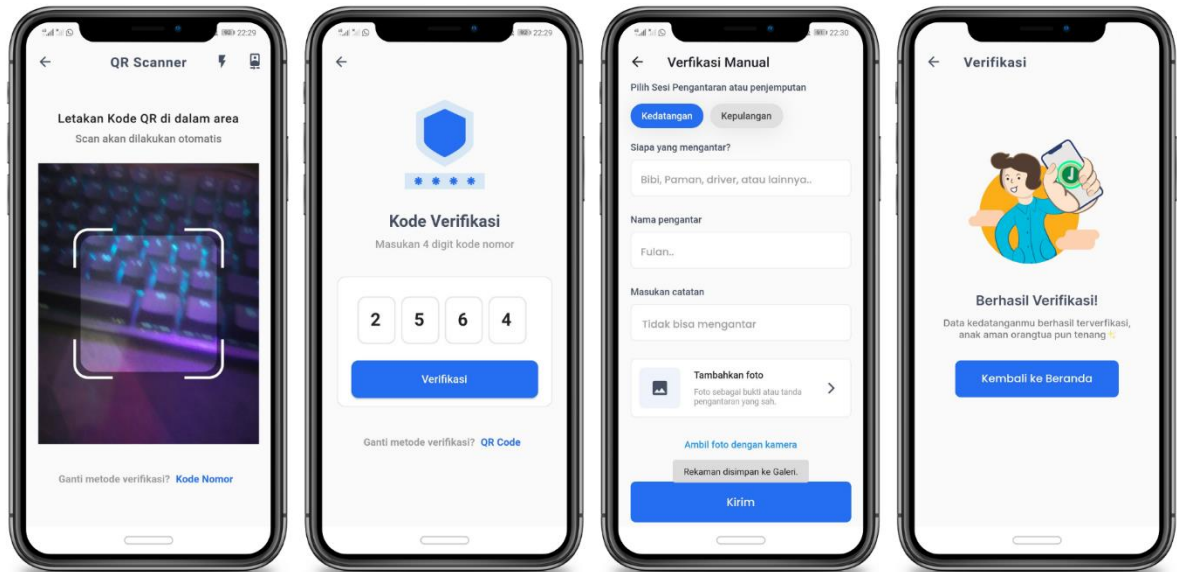 22:29
QR Scanner
Letakan Kode QR di dalam area
Scan akan dilakukan otomatis
Ganti metode verifikasi? Kode Nomor
22:29
* * * *
Kode Verifikasi
Masukan 4 digit kode nomor
2 5 6 4
Verifikasi
Ganti metode verifikasi? QR Code
22:30
Verfikasi Manual
Pilih Sesi Pengantaran atau penjemputan
Kedatangan Kepulangan
Siapa yang mengantar?
Bibi, Paman, driver, atau lainnya..
Nama pengantar
Fulan..
Masukan catatan
Tidak bisa mengantar
Tambahkan foto
Foto sebagai bukti atau tanda
pengantaran yang sah.
Ambil foto dengan kamera
Rekaman disimpan ke Galeri.
Kirim
Verifikasi
Berhasil Verifikasi!
Data kedatanganmu berhasil terverfikasi,
anak aman orangtua pun tenang ✨
Kembali ke Beranda